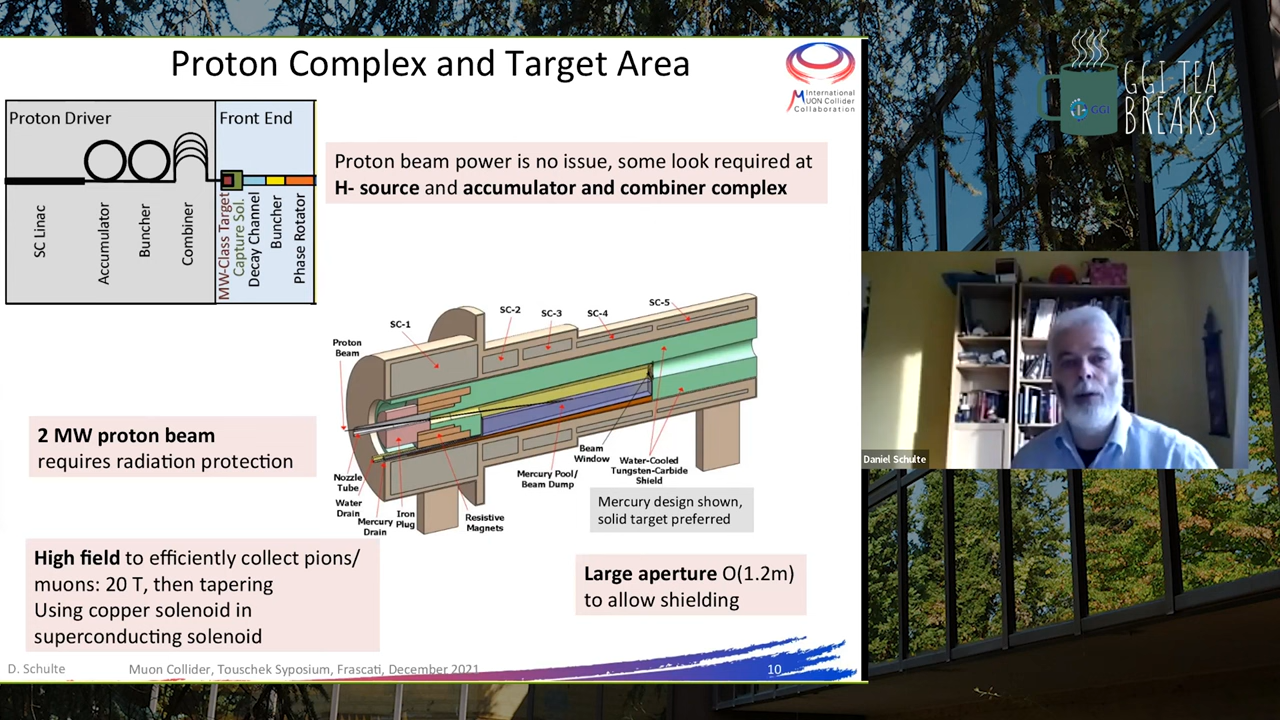 Proton Complex and Target Area
International
MUON Collider
Collaboration
GGI TEA
BREAKS
GGI
Proton Driver
Front End
SC Linac
Accumulator
Buncher
Combiner
MW-Class Target
Capture Sol.
Decay Channel
Buncher
Phase Rotator
Proton beam power is no issue, some look required at
H- source and accumulator and combiner complex
SC-1
SC-2
SC-3
SC-4
SC-5
Proton
Beam
Nozzle
Tube
Water
Drain
Mercury
Drain
Iron
Plug
Resistive
Magnets
Mercury Pool/
Beam Dump
Beam
Window
Water-Cooled
Tungsten-Carbide
Shield
Mercury design shown,
solid target preferred
2 MW proton beam
requires radiation protection
High field to efficiently collect pions/
muons: 20 T, then tapering
Using copper solenoid in
superconducting solenoid
Large aperture O(1.2m)
to allow shielding
D. Schulte
Muon Collider, Touschek Syposium, Frascati, December 2021
10
Daniel Schulte